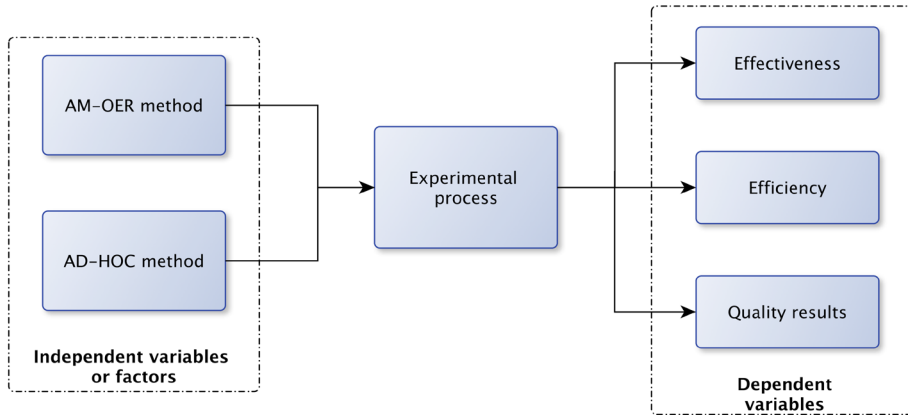 AM-OER method
AD-HOC method
Independent variables
or factors
Experimental
process
Effectiveness
Efficiency
Quality results
Dependent
variables